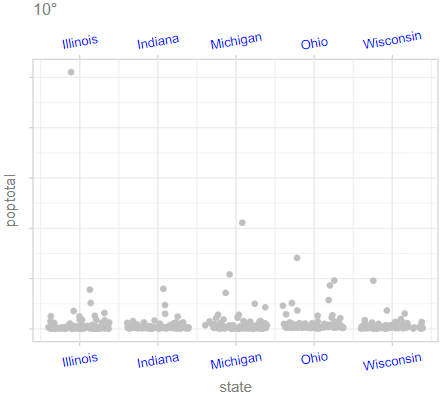 10°
Illinois Indiana Michigan Ohio Wisconsin
poptotal
Illinois Indiana Michigan Ohio Wisconsin
state